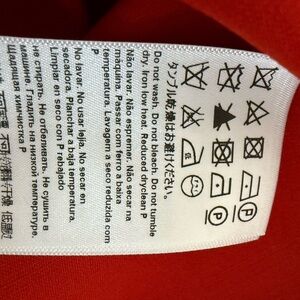 タンブル乾燥はお避けください。
Do not wash. Do not bleach. Do not tumble
dry. Iron low heat. Reduced dryclean P
Não lavar. Não espremer. Não secar na
máquina. Passar com ferro a baixa
temperatura. Lavagem a seco reduzida com
P
No lavar. No usar lejía. No secar en
secadora. Planchar a baja temperatura
Limpiar en seco con P rebajado
не стирать. Не отбеливать. Не сушить в
машинке. Гладить на низкой температуре.
Щадящая химчистка P